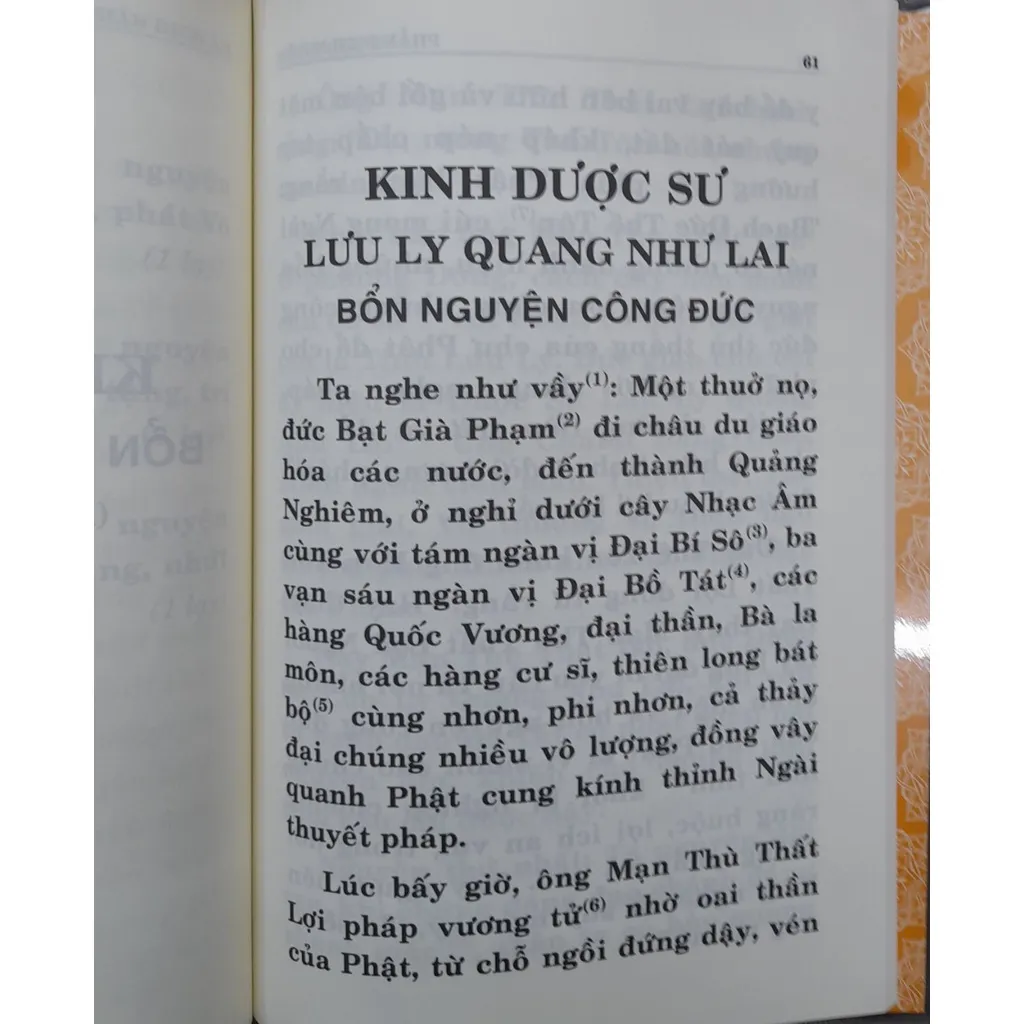 61
KINH DƯỢC SƯ
LƯU LY QUANG NHƯ LAI
BỔN NGUYỆN CÔNG ĐỨC
Ta nghe như vầy(1): Một thuở nọ,
đức Bạt Già Phạm(2) đi châu du giáo
hóa các nước, đến thành Quảng
Nghiêm, ở nghỉ dưới cây Nhạc Âm
cùng với tám ngàn vị Đại Bí Sô(3), ba
vạn sáu ngàn vị Đại Bồ Tát(4), các
hàng Quốc Vương, đại thần, Bà la
môn, các hàng cư sĩ, thiên long bát
bộ(5) cùng nhơn, phi nhơn, cả thảy
đại chúng nhiều vô lượng, đồng vây
quanh Phật cung kính thỉnh Ngài
thuyết pháp.
Lúc bấy giờ, ông Mạn Thù Thất
Lợi pháp vương tử(6) nhờ oai thần
của Phật, từ chỗ ngồi đứng dậy, vén